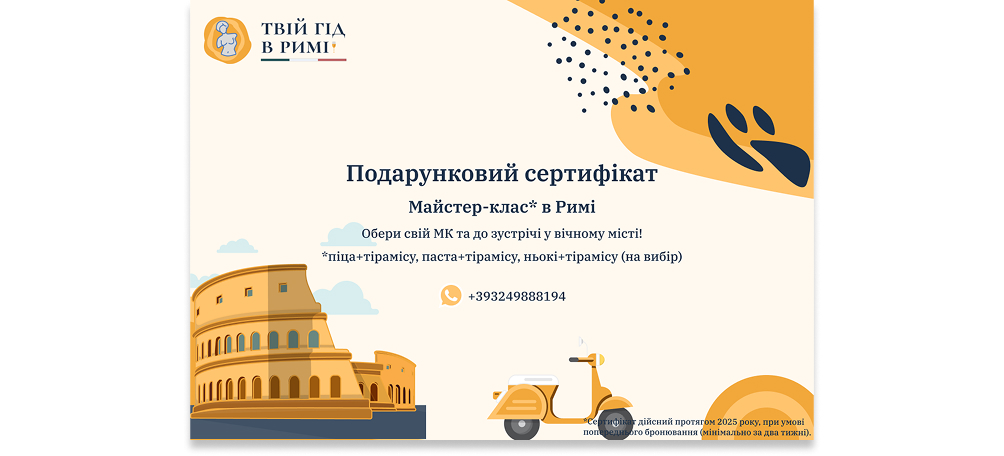 ТВІЙ ГІД
В РИМІ
Подарунковий сертифікат
Майстер-клас* в Римі
Обери свій МК та до зустрічі у вічному місті!
*піца+тірамісу, паста+тірамісу, ньокі+тірамісу (на вибір)
+393249888194
*Сертифікат дійсний протягом 2025 року, при умові
попереднього бронювання (мінімально за два тижні).